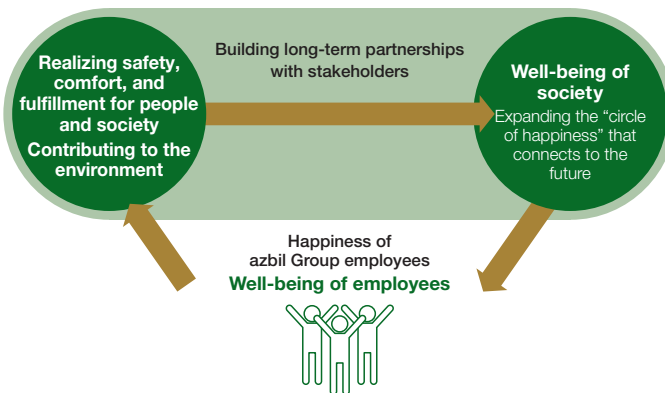 Realizing safety,
comfort, and
fulfillment for people
and society
Contributing to the
environment
Building long-term partnerships
with stakeholders
Well-being of
society
Expanding the “circle
of happiness” that
connects to the
future
Happiness of
azbil Group employees
Well-being of employees